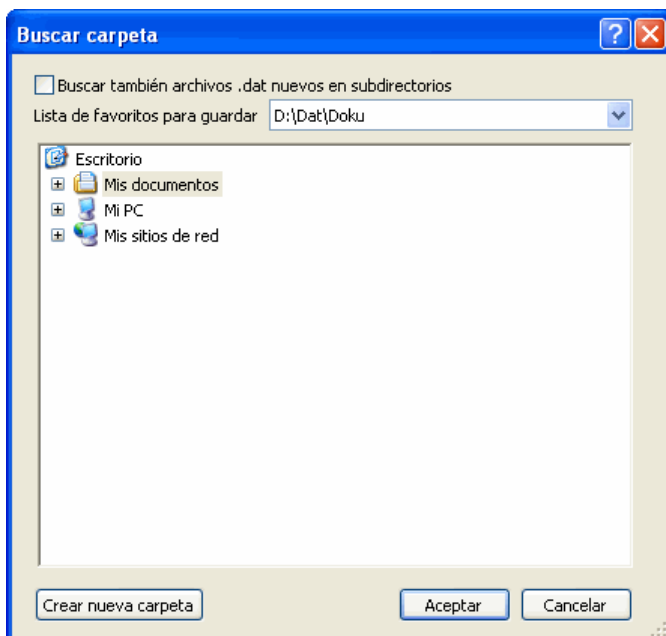 Buscar carpeta
Buscar también archivos .dat nuevos en subdirectorios
Lista de favoritos para guardar D:\Dat\Doku
Escritorio
Mis documentos
Mi PC
Mis sitios de red
Crear nueva carpeta Aceptar Cancelar